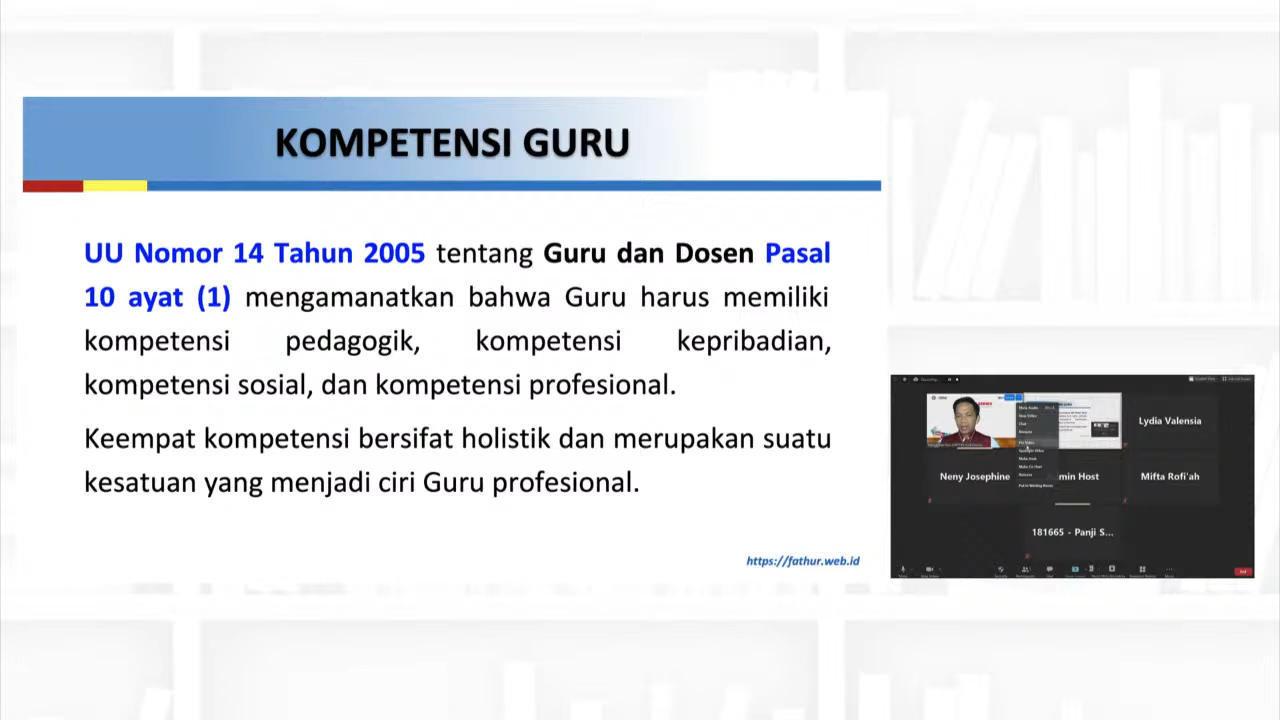 KOMPETENSI GURU
UU Nomor 14 Tahun 2005 tentang Guru dan Dosen Pasal
10 ayat (1) mengamanatkan bahwa Guru harus memiliki
kompetensi pedagogik, kompetensi kepribadian,
kompetensi sosial, dan kompetensi profesional.
Keempat kompetensi bersifat holistik dan merupakan suatu
kesatuan yang menjadi ciri Guru profesional.
https://fathur.web.id
Lydia Valensia
Neny Josephine
min Host
Mifta Rofi'ah
181665 - Panji S...